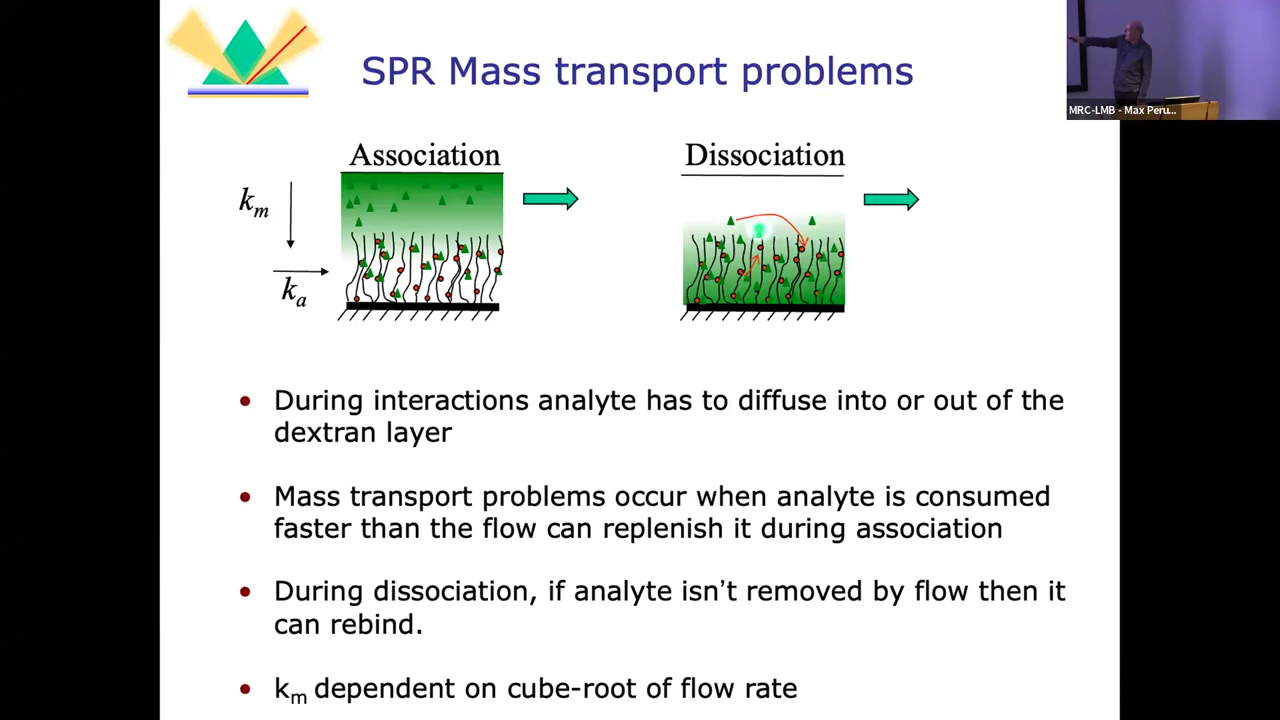 SPR Mass transport problems
MRC-LMB - Max Peru...
Association
Dissociation
km
ka
• During interactions analyte has to diffuse into or out of the
dextran layer
• Mass transport problems occur when analyte is consumed
faster than the flow can replenish it during association
• During dissociation, if analyte isn't removed by flow then it
can rebind.
• km dependent on cube-root of flow rate